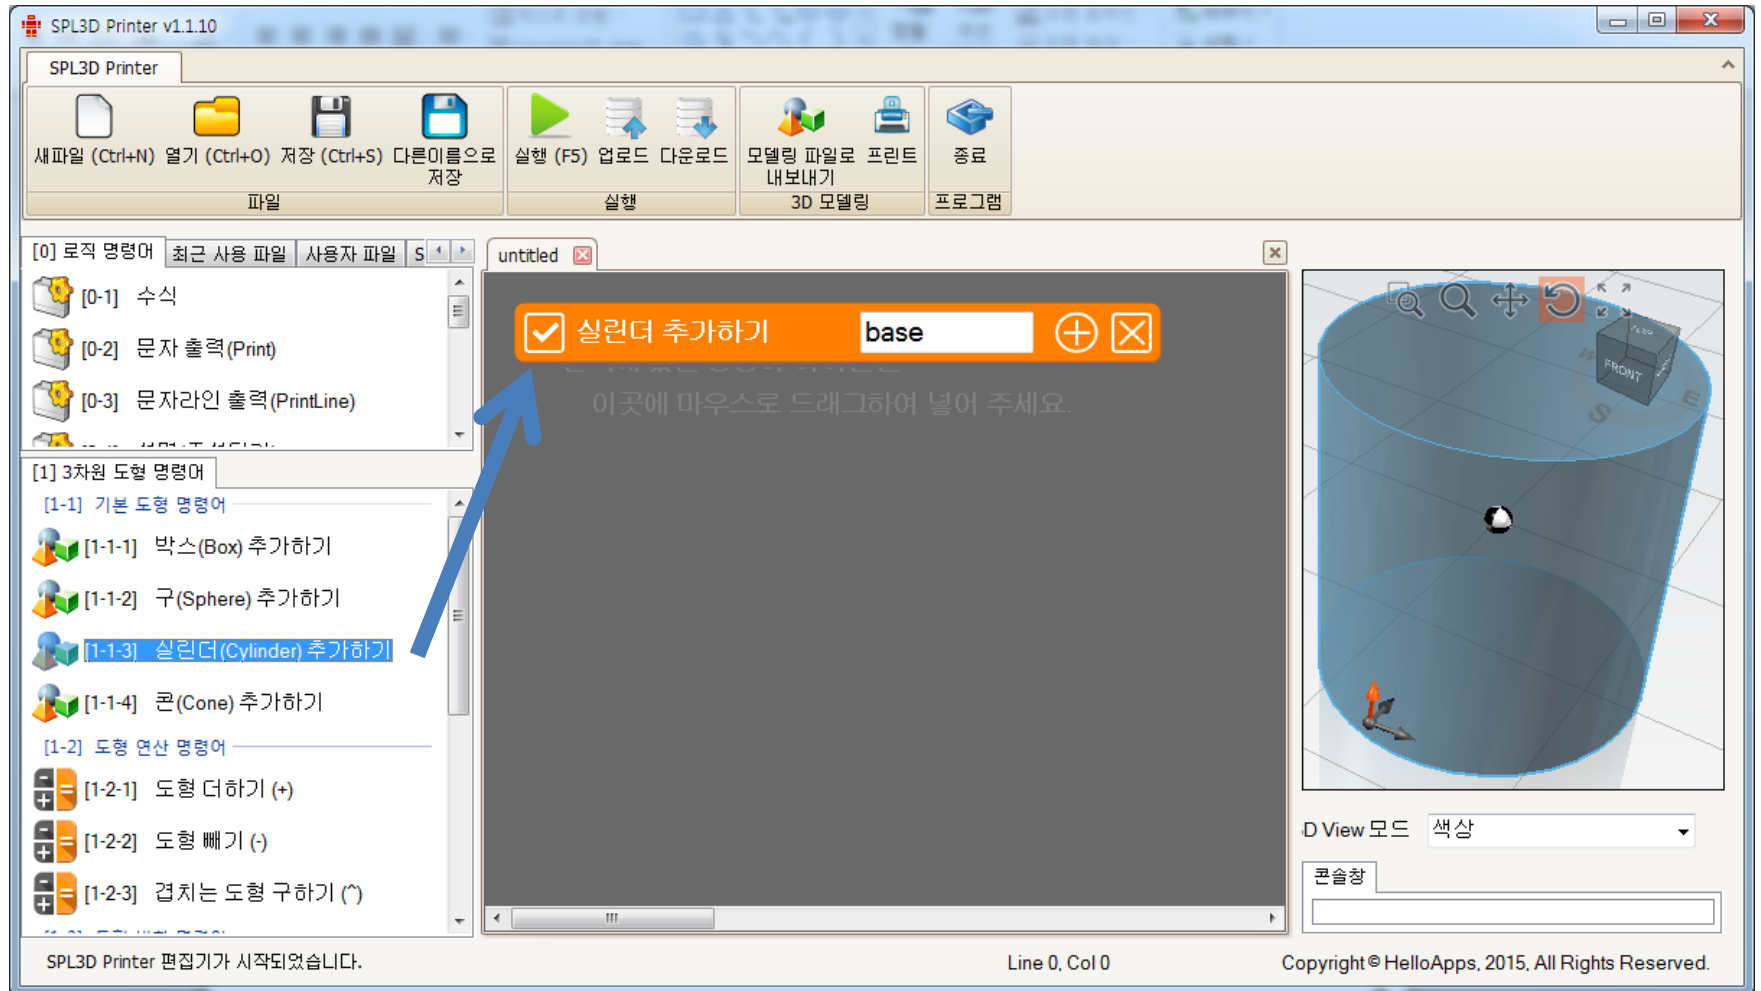 SPL3D Printer v1.1.10
SPL3D Printer
새파일 (Ctrl+N) 열기 (Ctrl+O) 저장 (Ctrl+S) 다른이름으로 저장
실행 (F5) 업로드 다운로드
모델링 파일로 내보내기 프린트
종료
파일 실행 3D 모델링 프로그램
[0] 로직 명령어 최근 사용 파일 사용자 파일 S
[0-1] 수식
[0-2] 문자 출력(Print)
[0-3] 문자라인 출력(PrintLine)
[1] 3차원 도형 명령어
[1-1] 기본 도형 명령어
[1-1-1] 박스(Box) 추가하기
[1-1-2] 구(Sphere) 추가하기
[1-1-3] 실린더(Cylinder) 추가하기
[1-1-4] 콘(Cone) 추가하기
[1-2] 도형 연산 명령어
[1-2-1] 도형 더하기 (+)
[1-2-2] 도형 빼기 (-)
[1-2-3] 겹치는 도형 구하기 (^)
untitled
실린더 추가하기 base
이곳에 마우스로 드래그하여 넣어 주세요.
FRONT
W
S
E
D View 모드 색상
콘솔창
SPL3D Printer 편집기가 시작되었습니다.
Line 0, Col 0
Copyright © HelloApps, 2015, All Rights Reserved.